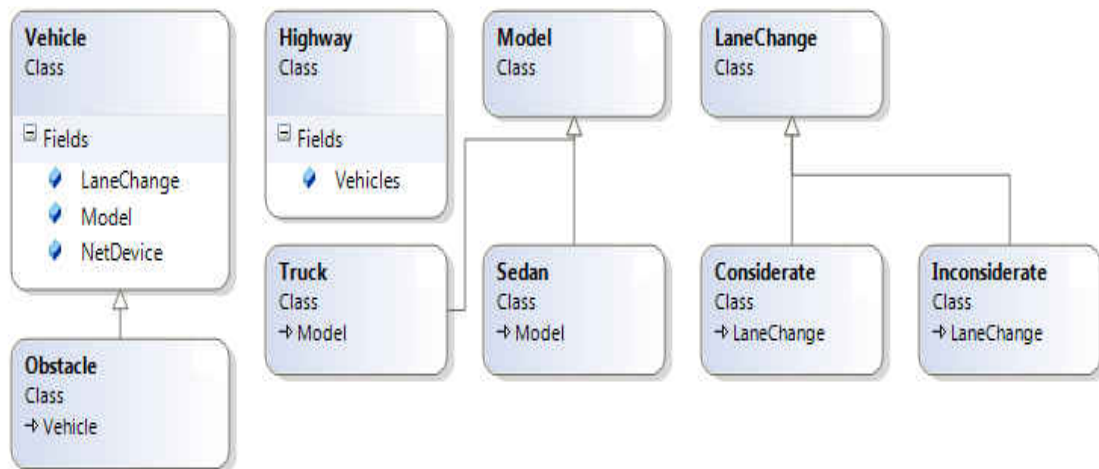 Vehicle
Class
Fields
LaneChange
Model
NetDevice
Highway
Class
Fields
Vehicles
Model
Class
LaneChange
Class
Truck
Class
Model
Sedan
Class
Model
Considerate
Class
LaneChange
Inconsiderate
Class
LaneChange
Obstacle
Class
Vehicle